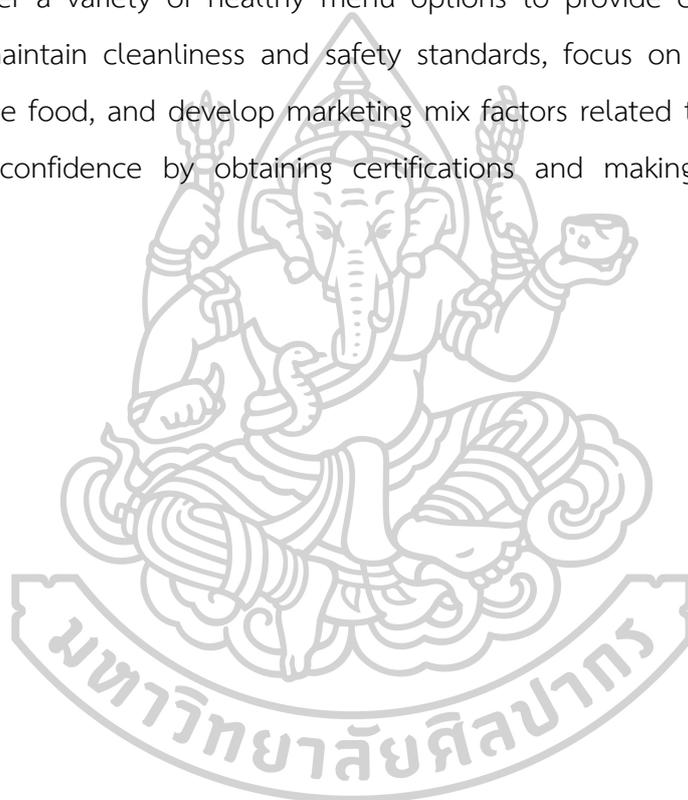 a variety of healthy menu options to provide
maintain cleanliness and safety standards, focus on
food, and develop marketing mix factors related
confidence by obtaining certifications and making
มหาวิทยาลัยศิลปากร